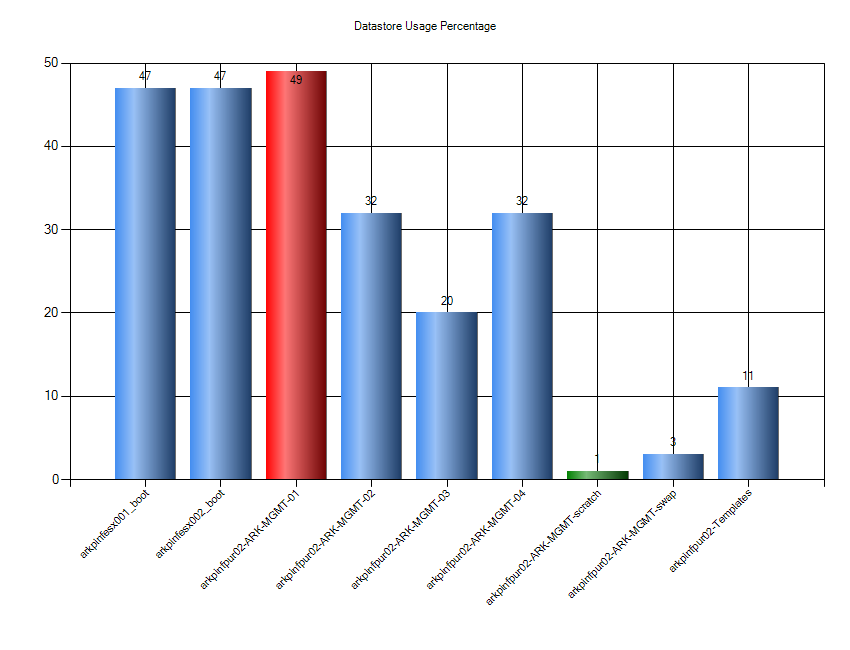 Datastore Usage Percentage
50
40
30
20
10
0
47
47
49
32
20
32
1
3
11
arkpinfesx001_boot
arkpinfesx002_boot
arkpinfpur02-ARK-MGMT-01
arkpinfpur02-ARK-MGMT-02
arkpinfpur02-ARK-MGMT-03
arkpinfpur02-ARK-MGMT-04
arkpinfpur02-ARK-MGMT-scratch
arkpinfpur02-ARK-MGMT-swap
arkpinfpur02-Templates